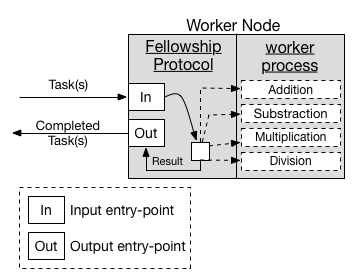 Worker Node
Fellowship
Protocol
worker
process
Task(s)
In
Completed
Task(s)
Out
Result
Addition
Substraction
Multiplication
Division
In
Input entry-point
Out
Output entry-point